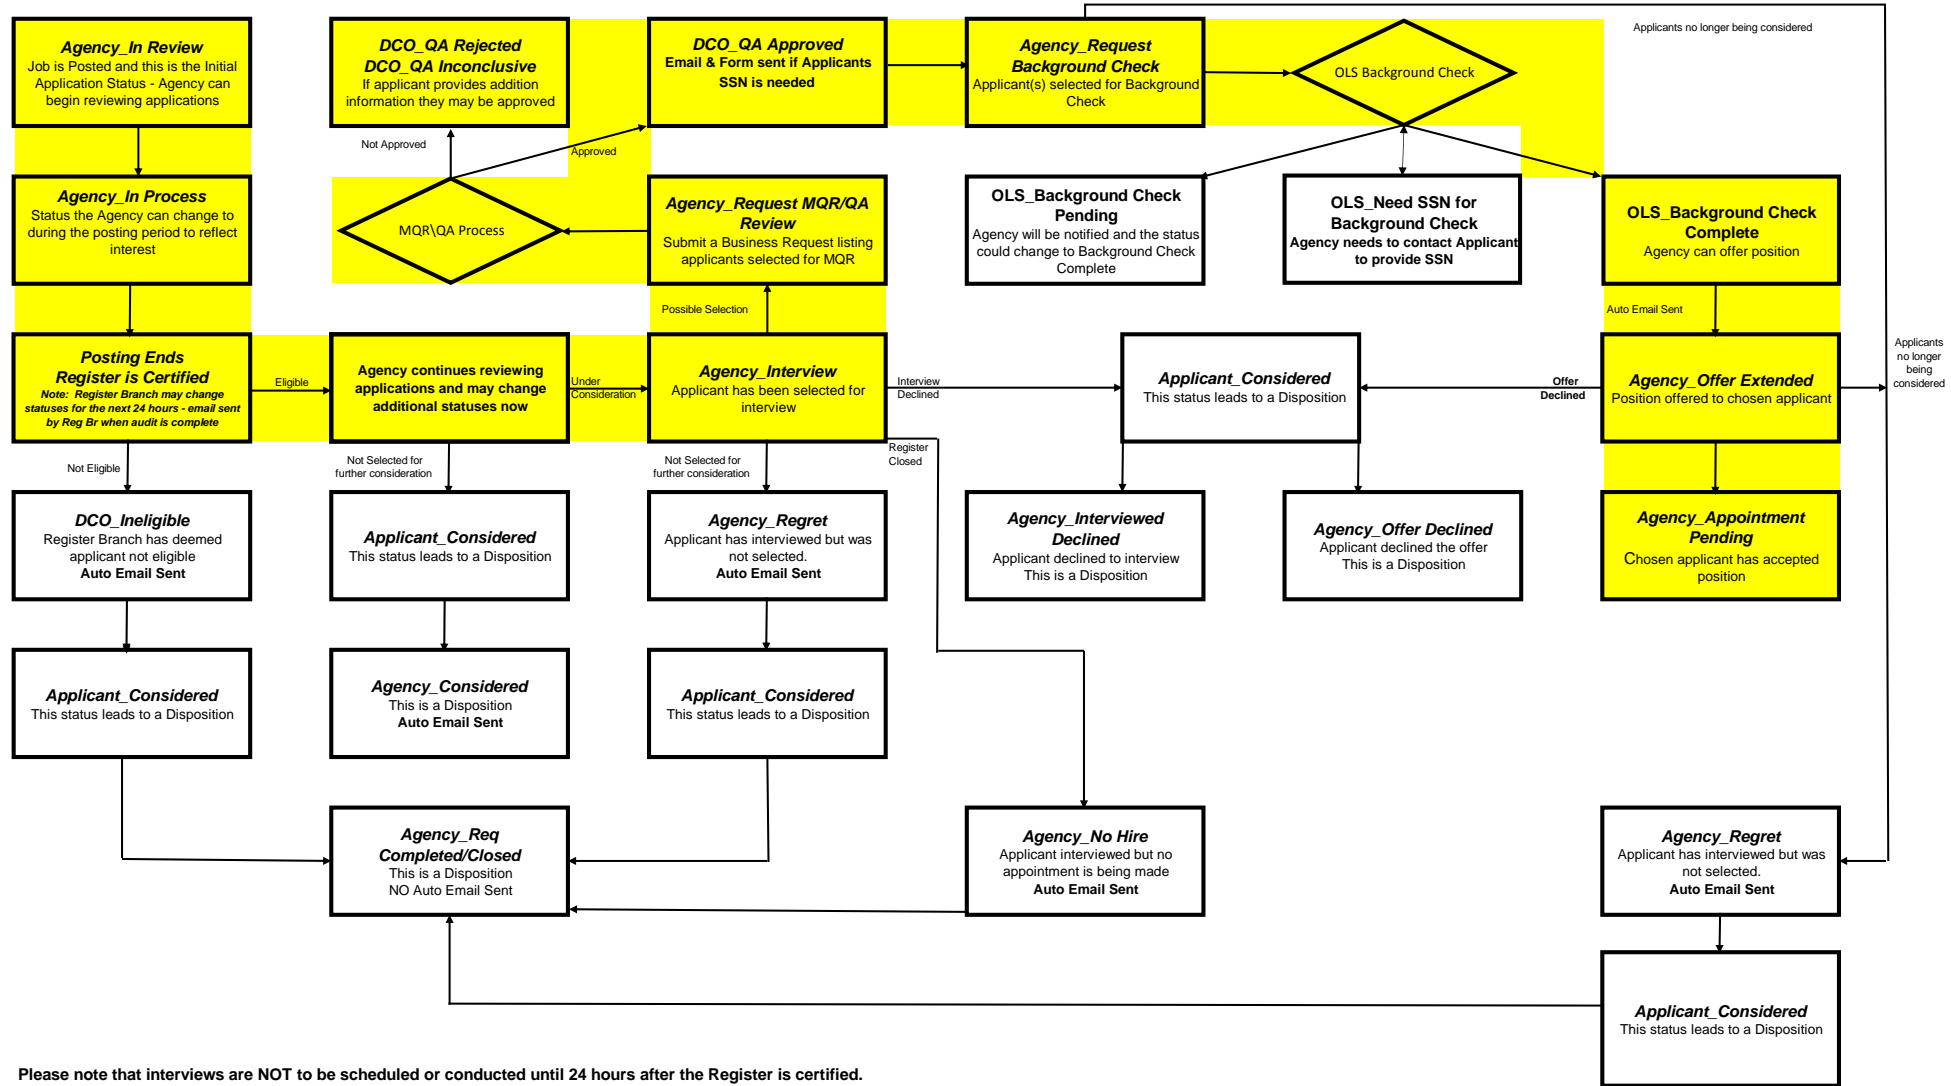 Agency_In Review
Job is Posted and this is the Initial
Application Status - Agency can
begin reviewing applications
DCO_QA Rejected
DCO_QA Inconclusive
If applicant provides addition
information they may be approved
DCO_QA Approved
Email & Form sent if Applicants
SSN is needed
Agency_Request
Background Check
Applicant(s) selected for Background
Check
OLS Background Check
Applicants no longer being considered
Not Approved
Approved
Agency_In Process
Status the Agency can change to
during the posting period to reflect
interest
MQR\QA Process
Agency_Request MQR/QA
Review
Submit a Business Request listing
applicants selected for MQR
OLS_Background Check
Pending
Agency will be notified and the status
could change to Background Check
Complete
OLS_Need SSN for
Background Check
Agency needs to contact Applicant
to provide SSN
OLS_Background Check
Complete
Agency can offer position
Possible Selection
Auto Email Sent
Posting Ends
Register is Certified
Note: Register Branch may change
statuses for the next 24 hours - email sent
by Reg Br when audit is complete
Eligible
Agency continues reviewing
applications and may change
additional statuses now
Under
Consideration
Agency_Interview
Applicant has been selected for
interview
Interview
Declined
Applicant_Considered
This status leads to a Disposition
Offer
Declined
Agency_Offer Extended
Position offered to chosen applicant
Applicants
no longer
being
considered
Not Eligible
Not Selected for
further consideration
Not Selected for
further consideration
Register
Closed
DCO_Ineligible
Register Branch has deemed
applicant not eligible
Auto Email Sent
Applicant_Considered
This status leads to a Disposition
Agency_Regret
Applicant has interviewed but was
not selected.
Auto Email Sent
Agency_Interviewed
Declined
Applicant declined to interview
This is a Disposition
Agency_Offer Declined
Applicant declined the offer
This is a Disposition
Agency_Appointment
Pending
Chosen applicant has accepted
position
Applicant_Considered
This status leads to a Disposition
Agency_Considered
This is a Disposition
Auto Email Sent
Applicant_Considered
This status leads to a Disposition
Agency_Req
Completed/Closed
This is a Disposition
NO Auto Email Sent
Agency_No Hire
Applicant interviewed but no
appointment is being made
Auto Email Sent
Agency_Regret
Applicant has interviewed but was
not selected.
Auto Email Sent
Applicant_Considered
This status leads to a Disposition
Please note that interviews are NOT to be scheduled or conducted until 24 hours after the Register is certified.